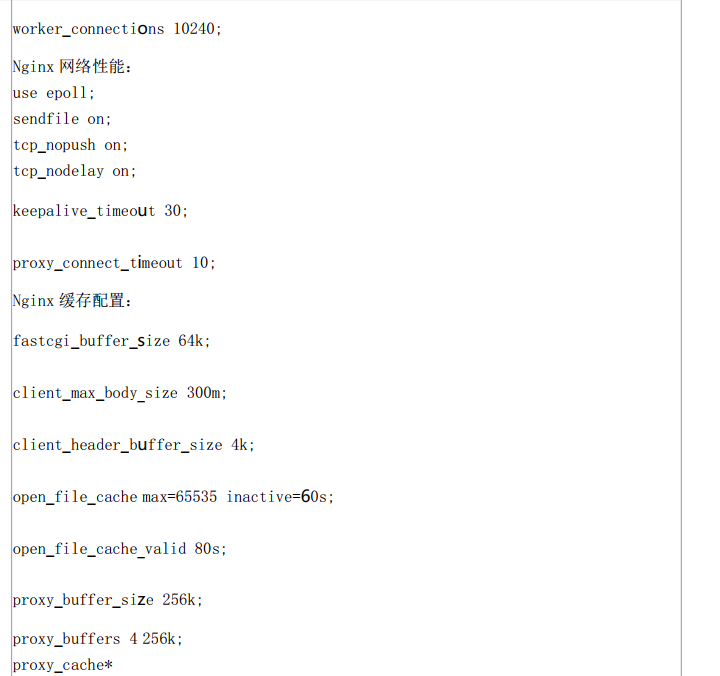 worker_connections 10240;
Nginx 网络性能：
use epoll;
sendfile on;
tcp_nopush on;
tcp_nodelay on;
keepalive_timeout 30;
proxy_connect_timeout 10;
Nginx 缓存配置：
fastcgi_buffer_size 64k;
client_max_body_size 300m;
client_header_buffer_size 4k;
open_file_cache max=65535 inactive=60s;
open_file_cache_valid 80s;
proxy_buffer_size 256k;
proxy_buffers 4 256k;
proxy_cache*